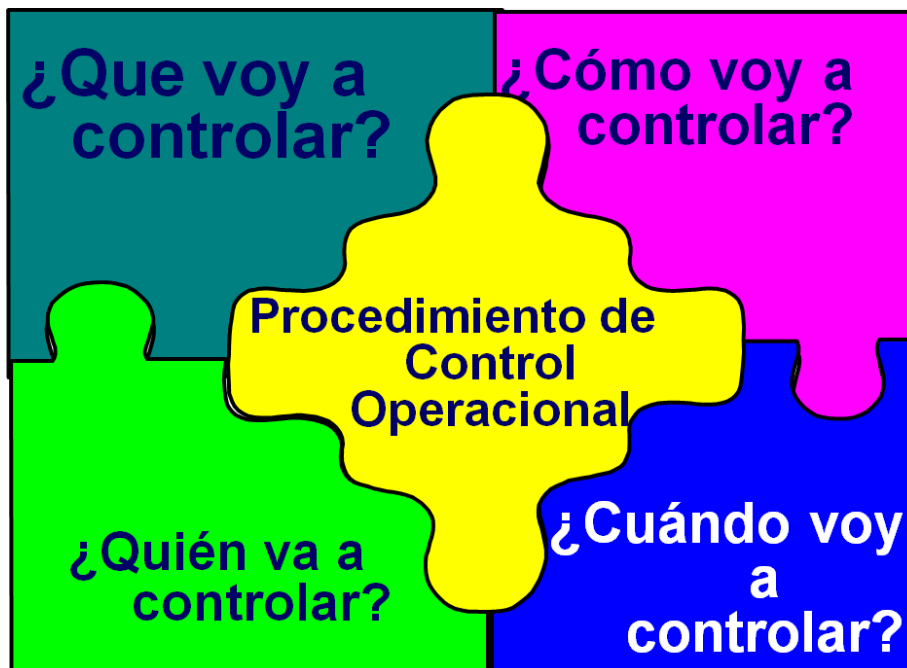 ¿Que voy a
controlar?
¿Cómo voy a
controlar?
Procedimiento de
Control
Operacional
¿Quién va a
controlar?
¿Cuándo voy
a
controlar?